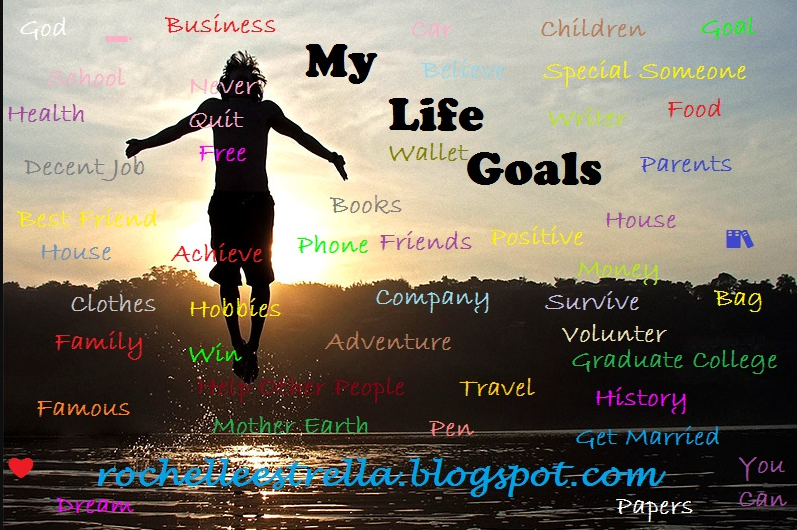 God
Business
Car
Children
Goal
My
School
Never
Believe
Special Someone
Health
Quit
Life
Writer
Food
Decent Job
Free
Wallet
Goals
Parents
Best Friend
Books
House
House
Achieve
Phone
Friends
Positive
Money
Clothes
Hobbies
Company
Survive
Bag
Family
Win
Adventure
Volunter
Graduate College
Help Other People
Travel
History
Famous
Mother Earth
Pen
Get Married
rochelleestrella.blogspot.com
You
Can
Dream
Papers